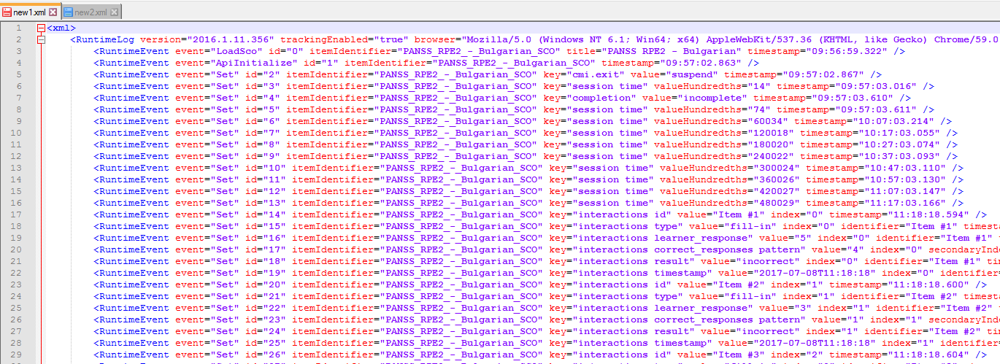 new1.xml new2.xml
1 <xml>
2 <RuntimeLog version="2016.1.11.356" trackingEnabled="true" browser="Mozilla/5.0 (Windows NT 6.1; Win64; x64) AppleWebKit/537.36 (KHTML, like Gecko) Chrome/59.0
3 <RuntimeEvent event="LoadSco" id="0" itemIdentifier="PANSS_RPE2_-_Bulgarian_SCO" title="PANSS RPE2 - Bulgarian" timestamp="09:56:59.322" />
4 <RuntimeEvent event="ApiInitialize" id="1" itemIdentifier="PANSS_RPE2_-_Bulgarian_SCO" timestamp="09:57:02.863" />
5 <RuntimeEvent event="Set" id="2" itemIdentifier="PANSS_RPE2_-_Bulgarian_SCO" key="cmi.exit" value="suspend" timestamp="09:57:02.867" />
6 <RuntimeEvent event="Set" id="3" itemIdentifier="PANSS_RPE2_-_Bulgarian_SCO" key="session time" valueHundredths="14" timestamp="09:57:03.016" />
7 <RuntimeEvent event="Set" id="4" itemIdentifier="PANSS_RPE2_-_Bulgarian_SCO" key="completion" value="incomplete" timestamp="09:57:03.610" />
8 <RuntimeEvent event="Set" id="5" itemIdentifier="PANSS_RPE2_-_Bulgarian_SCO" key="session time" valueHundredths="74" timestamp="09:57:03.611" />
9 <RuntimeEvent event="Set" id="6" itemIdentifier="PANSS_RPE2_-_Bulgarian_SCO" key="session time" valueHundredths="60034" timestamp="10:07:03.214" />
10 <RuntimeEvent event="Set" id="7" itemIdentifier="PANSS_RPE2_-_Bulgarian_SCO" key="session time" valueHundredths="120018" timestamp="10:17:03.055" />
11 <RuntimeEvent event="Set" id="8" itemIdentifier="PANSS_RPE2_-_Bulgarian_SCO" key="session time" valueHundredths="180020" timestamp="10:27:03.074" />
12 <RuntimeEvent event="Set" id="9" itemIdentifier="PANSS_RPE2_-_Bulgarian_SCO" key="session time" valueHundredths="240022" timestamp="10:37:03.093" />
13 <RuntimeEvent event="Set" id="10" itemIdentifier="PANSS_RPE2_-_Bulgarian_SCO" key="session time" valueHundredths="300024" timestamp="10:47:03.110" />
14 <RuntimeEvent event="Set" id="11" itemIdentifier="PANSS_RPE2_-_Bulgarian_SCO" key="session time" valueHundredths="360026" timestamp="10:57:03.130" />
15 <RuntimeEvent event="Set" id="12" itemIdentifier="PANSS_RPE2_-_Bulgarian_SCO" key="session time" valueHundredths="420027" timestamp="11:07:03.147" />
16 <RuntimeEvent event="Set" id="13" itemIdentifier="PANSS_RPE2_-_Bulgarian_SCO" key="session time" valueHundredths="480029" timestamp="11:17:03.166" />
17 <RuntimeEvent event="Set" id="14" itemIdentifier="PANSS_RPE2_-_Bulgarian_SCO" key="interactions id" value="Item #1" index="0" timestamp="11:18:18.594" />
18 <RuntimeEvent event="Set" id="15" itemIdentifier="PANSS_RPE2_-_Bulgarian_SCO" key="interactions type" value="fill-in" index="0" identifier="Item #1" timesta
19 <RuntimeEvent event="Set" id="16" itemIdentifier="PANSS_RPE2_-_Bulgarian_SCO" key="interactions learner_response" value="5" index="0" identifier="Item #1"
20 <RuntimeEvent event="Set" id="17" itemIdentifier="PANSS_RPE2_-_Bulgarian_SCO" key="interactions correct_responses pattern" value="4" index="0" secondaryInd
21 <RuntimeEvent event="Set" id="18" itemIdentifier="PANSS_RPE2_-_Bulgarian_SCO" key="interactions result" value="incorrect" index="0" identifier="Item #1" tim
22 <RuntimeEvent event="Set" id="19" itemIdentifier="PANSS_RPE2_-_Bulgarian_SCO" key="interactions timestamp" value="2017-07-08T11:18:18" index="0" identifier=
23 <RuntimeEvent event="Set" id="20" itemIdentifier="PANSS_RPE2_-_Bulgarian_SCO" key="interactions id" value="Item #2" index="1" timestamp="11:18:18.600" />
24 <RuntimeEvent event="Set" id="21" itemIdentifier="PANSS_RPE2_-_Bulgarian_SCO" key="interactions type" value="fill-in" index="1" identifier="Item #2" timesta
25 <RuntimeEvent event="Set" id="22" itemIdentifier="PANSS_RPE2_-_Bulgarian_SCO" key="interactions learner_response" value="3" index="1" identifier="Item #2"
26 <RuntimeEvent event="Set" id="23" itemIdentifier="PANSS_RPE2_-_Bulgarian_SCO" key="interactions correct_responses pattern" value="1" index="1" secondaryInd
27 <RuntimeEvent event="Set" id="24" itemIdentifier="PANSS_RPE2_-_Bulgarian_SCO" key="interactions result" value="incorrect" index="1" identifier="Item #2" tim
28 <RuntimeEvent event="Set" id="25" itemIdentifier="PANSS_RPE2_-_Bulgarian_SCO" key="interactions timestamp" value="2017-07-08T11:18:18" index="1" identifier=
29 <RuntimeEvent event="Set" id="26" itemIdentifier="PANSS_RPE2_-_Bulgarian_SCO" key="interactions id" value="Item #3" index="2" timestamp="11:18:18.604" />